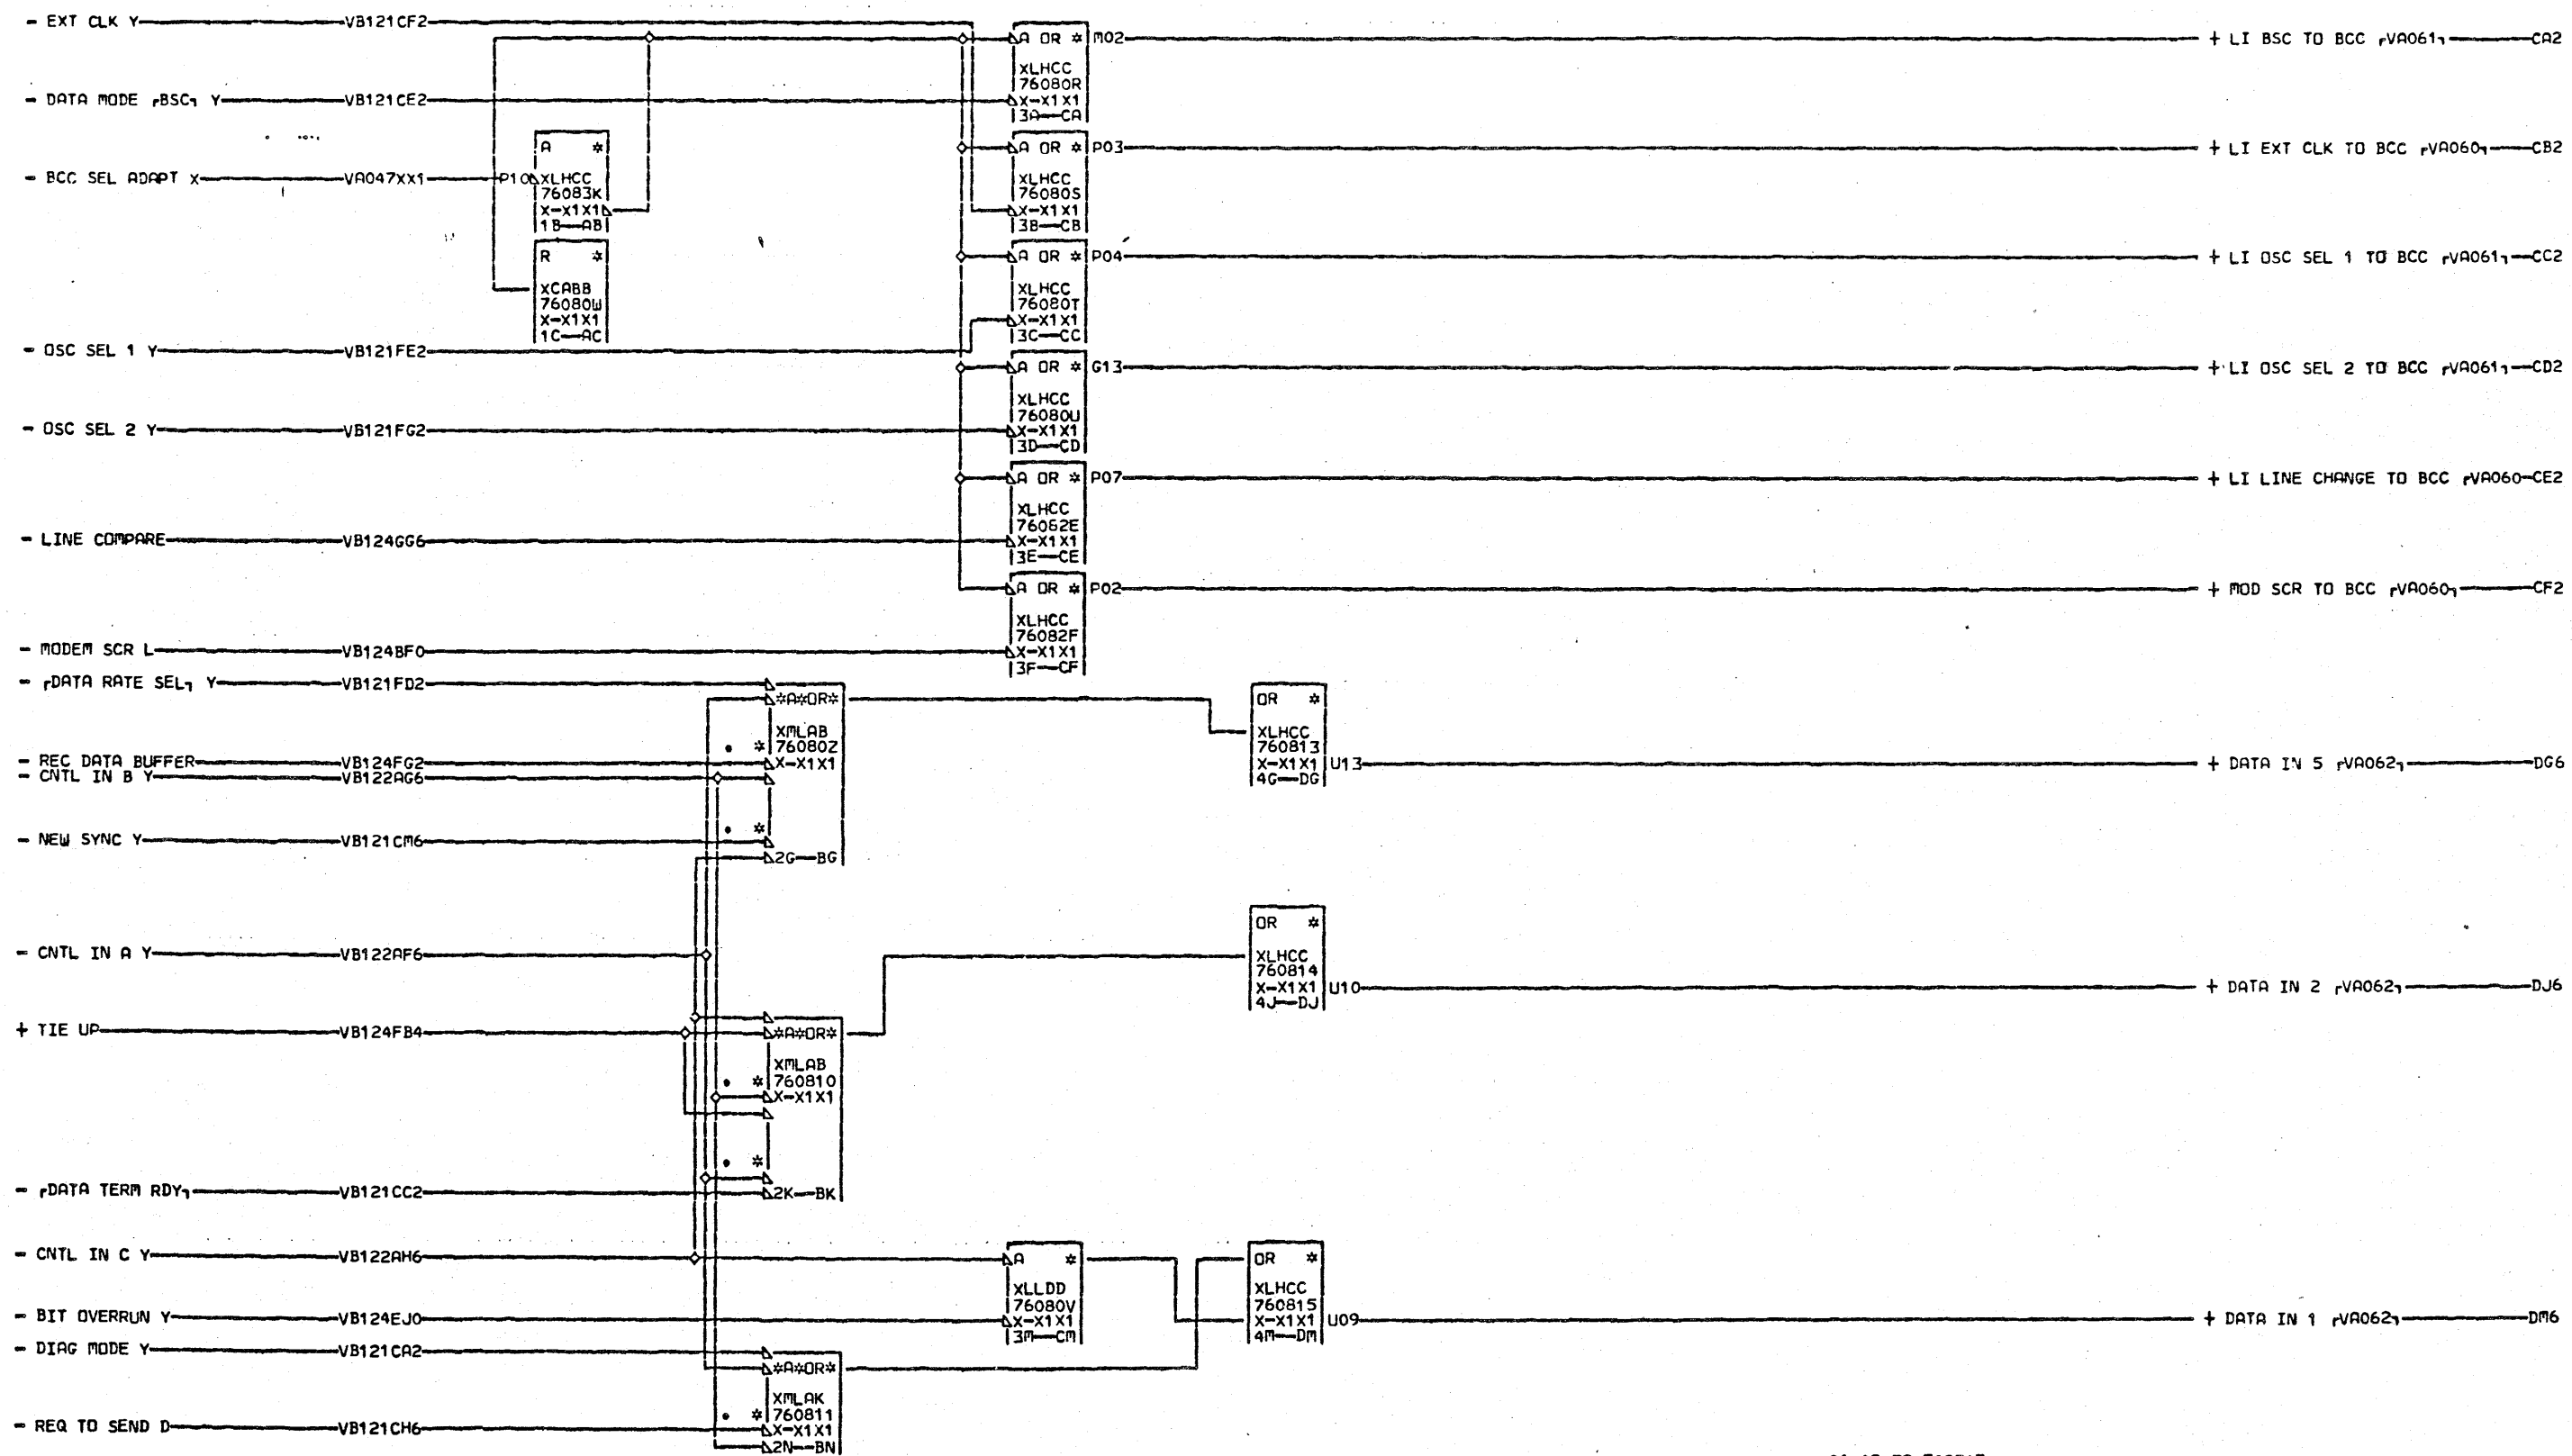 - EXT CLK Y VB121CF2
A OR * M02 + LI BSC TO BCC ┌VA061┐ CA2
XLHCC
76080R
- DATA MODE ┌BSC┐ Y VB121CE2 X-X1X1
3A CA
A * A OR * P03 + LI EXT CLK TO BCC ┌VA060┐ CB2
- BCC SEL ADAPT X VA047XX1 P10 XLHCC XLHCC
76083K 76080S
X-X1X1 X-X1X1
1B AB 3B CB
R * A OR * P04 + LI OSC SEL 1 TO BCC ┌VA061┐ CC2
XCABB XLHCC
76080W 76080T
X-X1X1 X-X1X1
1C AC 3C CC
- OSC SEL 1 Y VB121FE2
A OR * G13 + LI OSC SEL 2 TO BCC ┌VA061┐ CD2
XLHCC
76080U
- OSC SEL 2 Y VB121FG2 X-X1X1
3D CD
A OR * P07 + LI LINE CHANGE TO BCC ┌VA060 CE2
XLHCC
76082E
- LINE COMPARE VB124GG6 X-X1X1
3E CE
A OR * P02 + MOD SCR TO BCC ┌VA060┐ CF2
XLHCC
76082F
- MODEM SCR L VB124BF0 X-X1X1
3F CF
- ┌DATA RATE SEL┐ Y VB121FD2
*A*OR* OR *
XMLAB XLHCC
* 760802 760813
- REC DATA BUFFER VB124FG2 X-X1X1 X-X1X1 U13 + DATA IN 5 ┌VA062┐ DG6
- CNTL IN B Y VB122AG6 4G DG
*
- NEW SYNC Y VB121CM6
2G BG
OR *
- CNTL IN A Y VB122AF6 XLHCC
760814
X-X1X1 U10 + DATA IN 2 ┌VA062┐ DJ6
4J DJ
+ TIE UP VB124FB4 *A*OR*
XMLAB
* 760810
X-X1X1
*
- ┌DATA TERM RDY┐ VB121CC2 2K BK
- CNTL IN C Y VB122AH6 A * OR *
XLLDD XLHCC
76080V 760815
- BIT OVERRUN Y VB124EJ0 X-X1X1 X-X1X1 U09 + DATA IN 1 ┌VA062┐ DM6
3M CM 4M DM
- DIAG MODE Y VB121CA2
*A*OR*
XMLAK
* 760811
- REQ TO SEND D VB121CH6 X-X1X1
2N BN